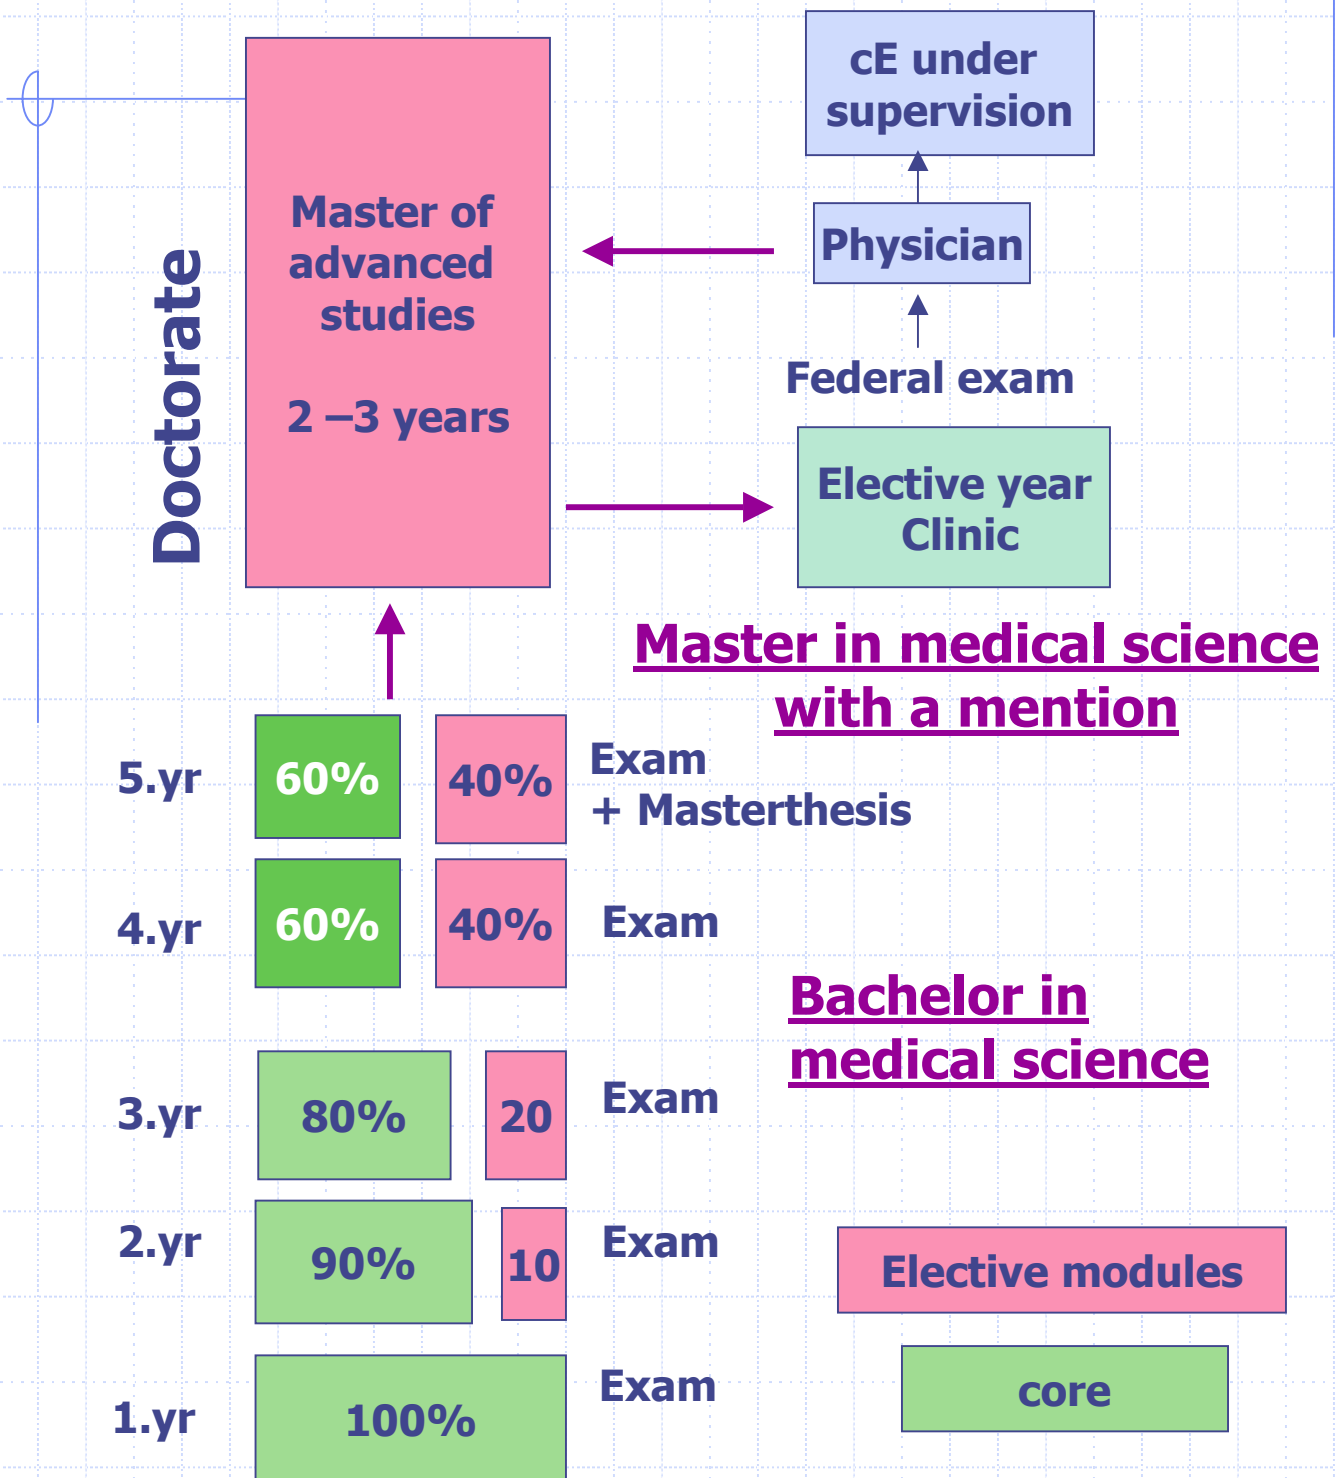 cE under
supervision
Master of
advanced
studies
2 –3 years
Doctorate
Physician
Federal exam
Elective year
Clinic
Master in medical science
with a mention
5.yr
60%
40%
Exam
+ Masterthesis
4.yr
60%
40%
Exam
Bachelor in
medical science
3.yr
80%
20
Exam
2.yr
90%
10
Exam
Elective modules
core
1.yr
100%
Exam